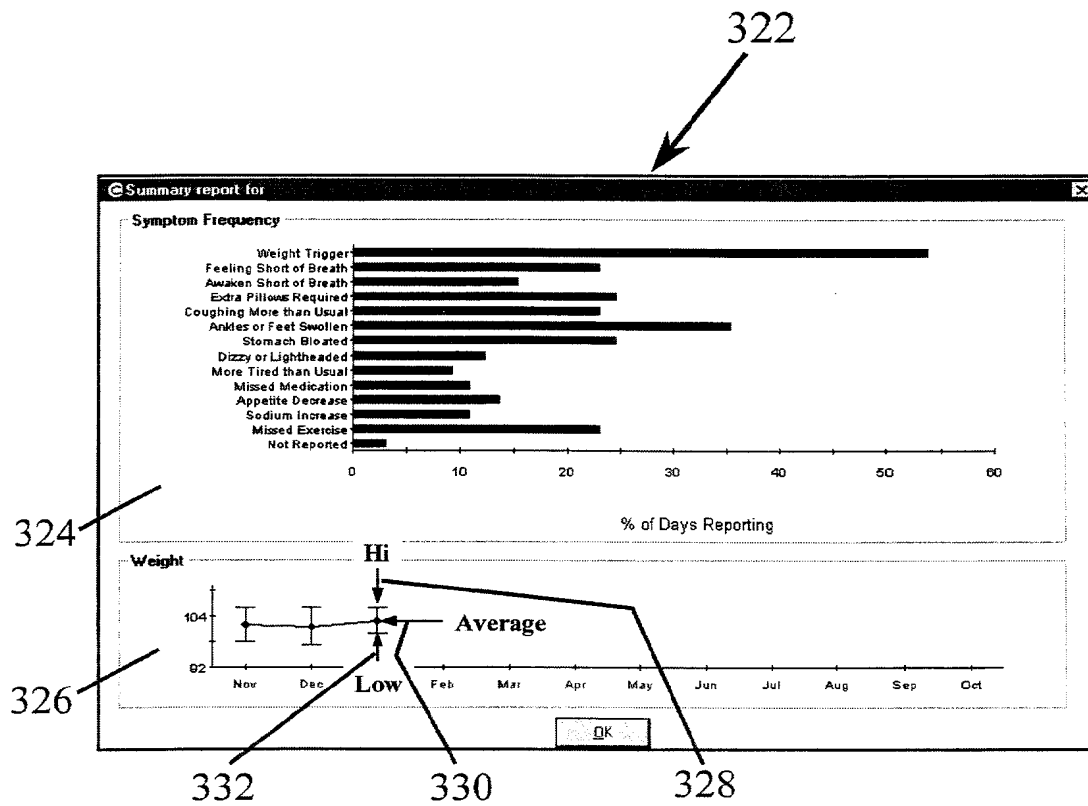 322
Summary report for
Symptom Frequency
Weight Trigger
Feeling Short of Breath
Awaken Short of Breath
Extra Pillows Required
Coughing More than Usual
Ankles or Feet Swollen
Stomach Bloated
Dizzy or Lightheaded
More Tired than Usual
Missed Medication
Appetite Decrease
Sodium Increase
Missed Exercise
Not Reported
0 10 20 30 40 50 60
% of Days Reporting
324
Weight
Hi
104
Average
92
Nov Dec Low Feb Mar Apr May Jun Jul Aug Sep Oct
326
OK
332 330 328